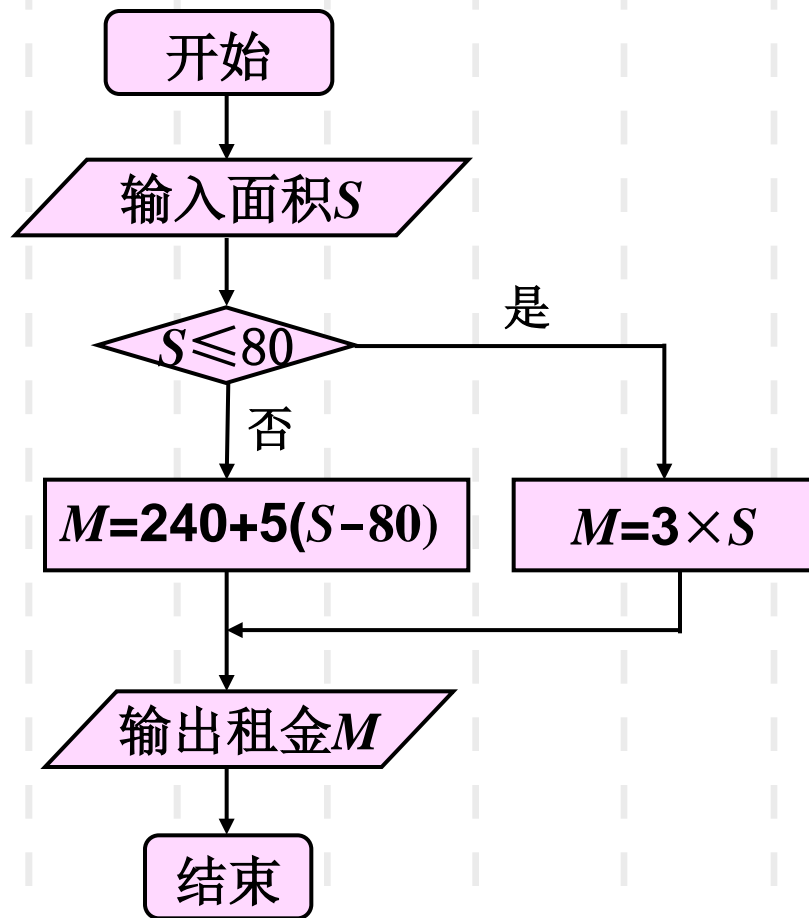 开始
输入面积S
S≤80
是
否
M=240+5(S-80)
M=3×S
输出租金M
结束